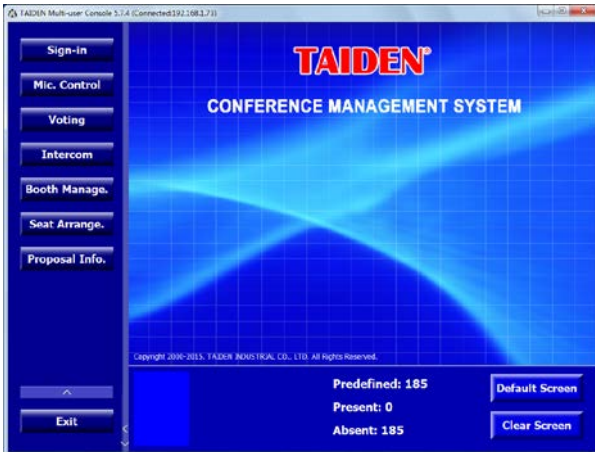 TAIDEN Multi-user Console 5.7.4 (Connected:192.168.1.71)
Sign-in
Mic. Control
Voting
Intercom
Booth Manage.
Seat Arrange.
Proposal Info.
Exit
TAIDEN®
CONFERENCE MANAGEMENT SYSTEM
Copyright 2000-2015, TAIDEN INDUSTRIAL CO., LTD. All Rights Reserved.
Predefined: 185
Present: 0
Absent: 185
Default Screen
Clear Screen